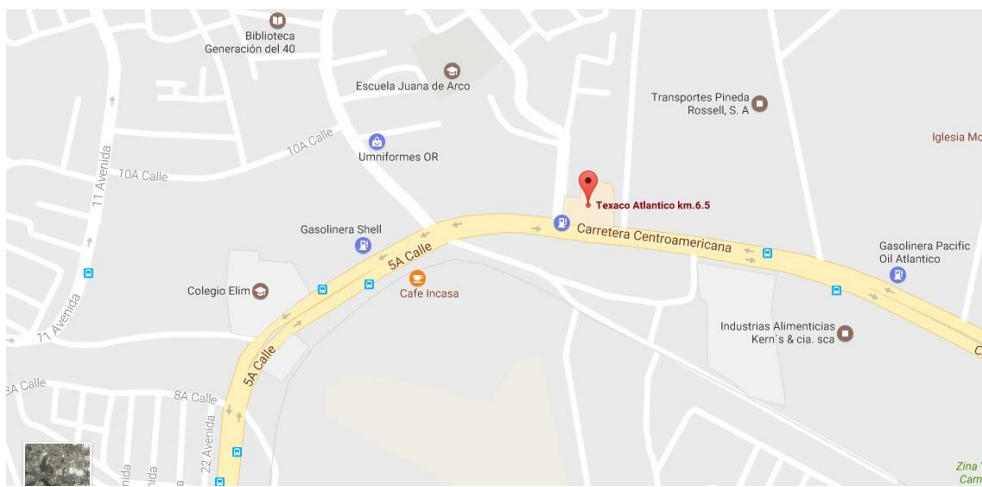 Biblioteca
Generación del 40
Escuela Juana de Arco
Transportes Pineda
Rossell, S. A
Iglesia Mo
11 Avenida
10A Calle
10A Calle
Umniformes OR
Texaco Atlantico km.6.5
Gasolinera Shell
Carretera Centroamericana
Gasolinera Pacific
Oil Atlantico
5A Calle
Colegio Elim
Cafe Incasa
11 Avenida
Industrias Alimenticias
Kern´s & cia. sca
5A Calle
C
8A Calle
8A Calle
22 Avenida
Zina
Cam